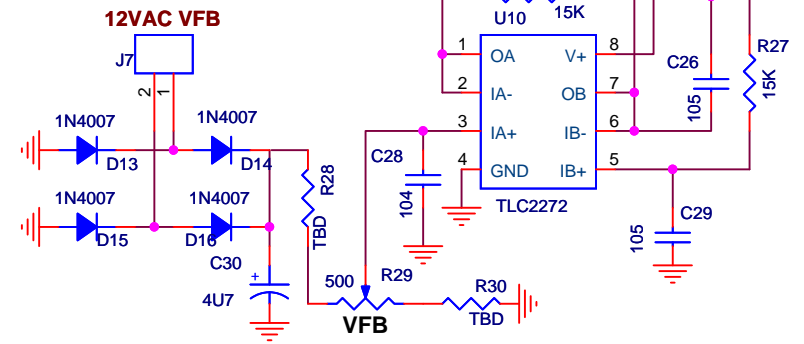 12VAC VFB
J7
2
1
1N4007
D13
1N4007
D14
1N4007
D15
1N4007
D16
C30
+
4U7
R28
TBD
500
R29
VFB
R30
TBD
C28
104
U10
15K
1
OA
2
IA-
3
IA+
4
GND
8
V+
7
OB
6
IB-
5
IB+
TLC2272
C26
105
R27
15K
C29
105